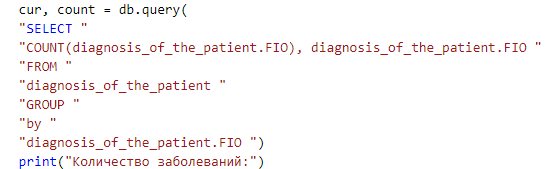 cur, count = db.query(
"SELECT "
"COUNT(diagnosis_of_the_patient.FIO), diagnosis_of_the_patient.FIO "
"FROM "
"diagnosis_of_the_patient "
"GROUP "
"by "
"diagnosis_of_the_patient.FIO ")
print("Количество заболеваний:")